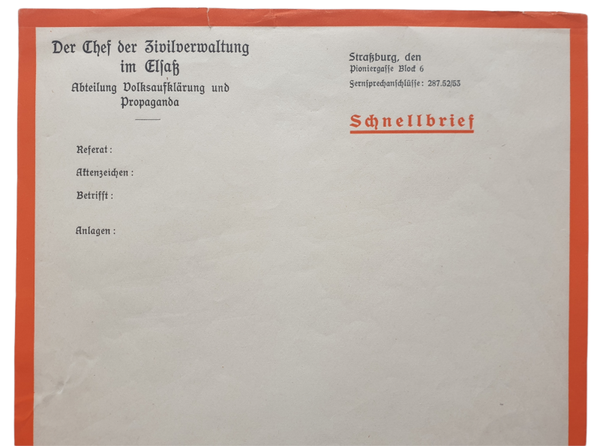 Der Chef der Zivilverwaltung
im Elsaß
Abteilung Volksaufklärung und
Propaganda
Straßburg, den
Pioniergasse Block 6
Fernsprechanschlüsse: 287.52/53
Schnellbrief
Referat:
Aktenzeichen:
Betrifft:
Anlagen: